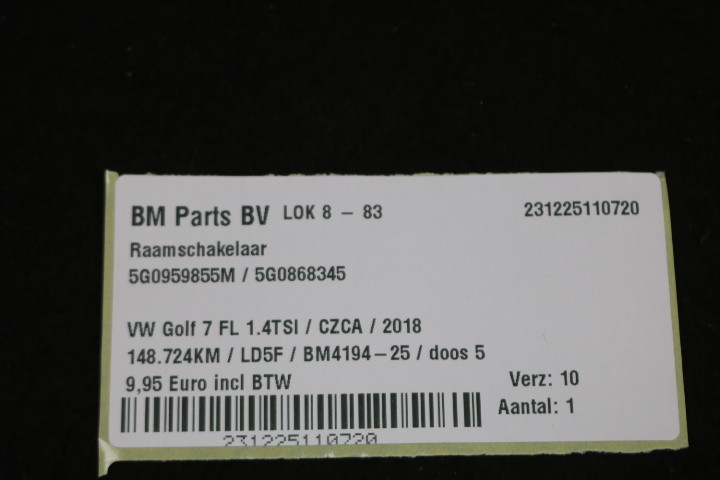 BM Parts BV LOK 8 - 83 231225110720
Raamschakelaar
5G0959855M / 5G0868345
VW Golf 7 FL 1.4TSI / CZCA / 2018
148.724KM / LD5F / BM4194-25 / doos 5
9,95 Euro incl BTW Verz: 10
Aantal: 1
231225110720